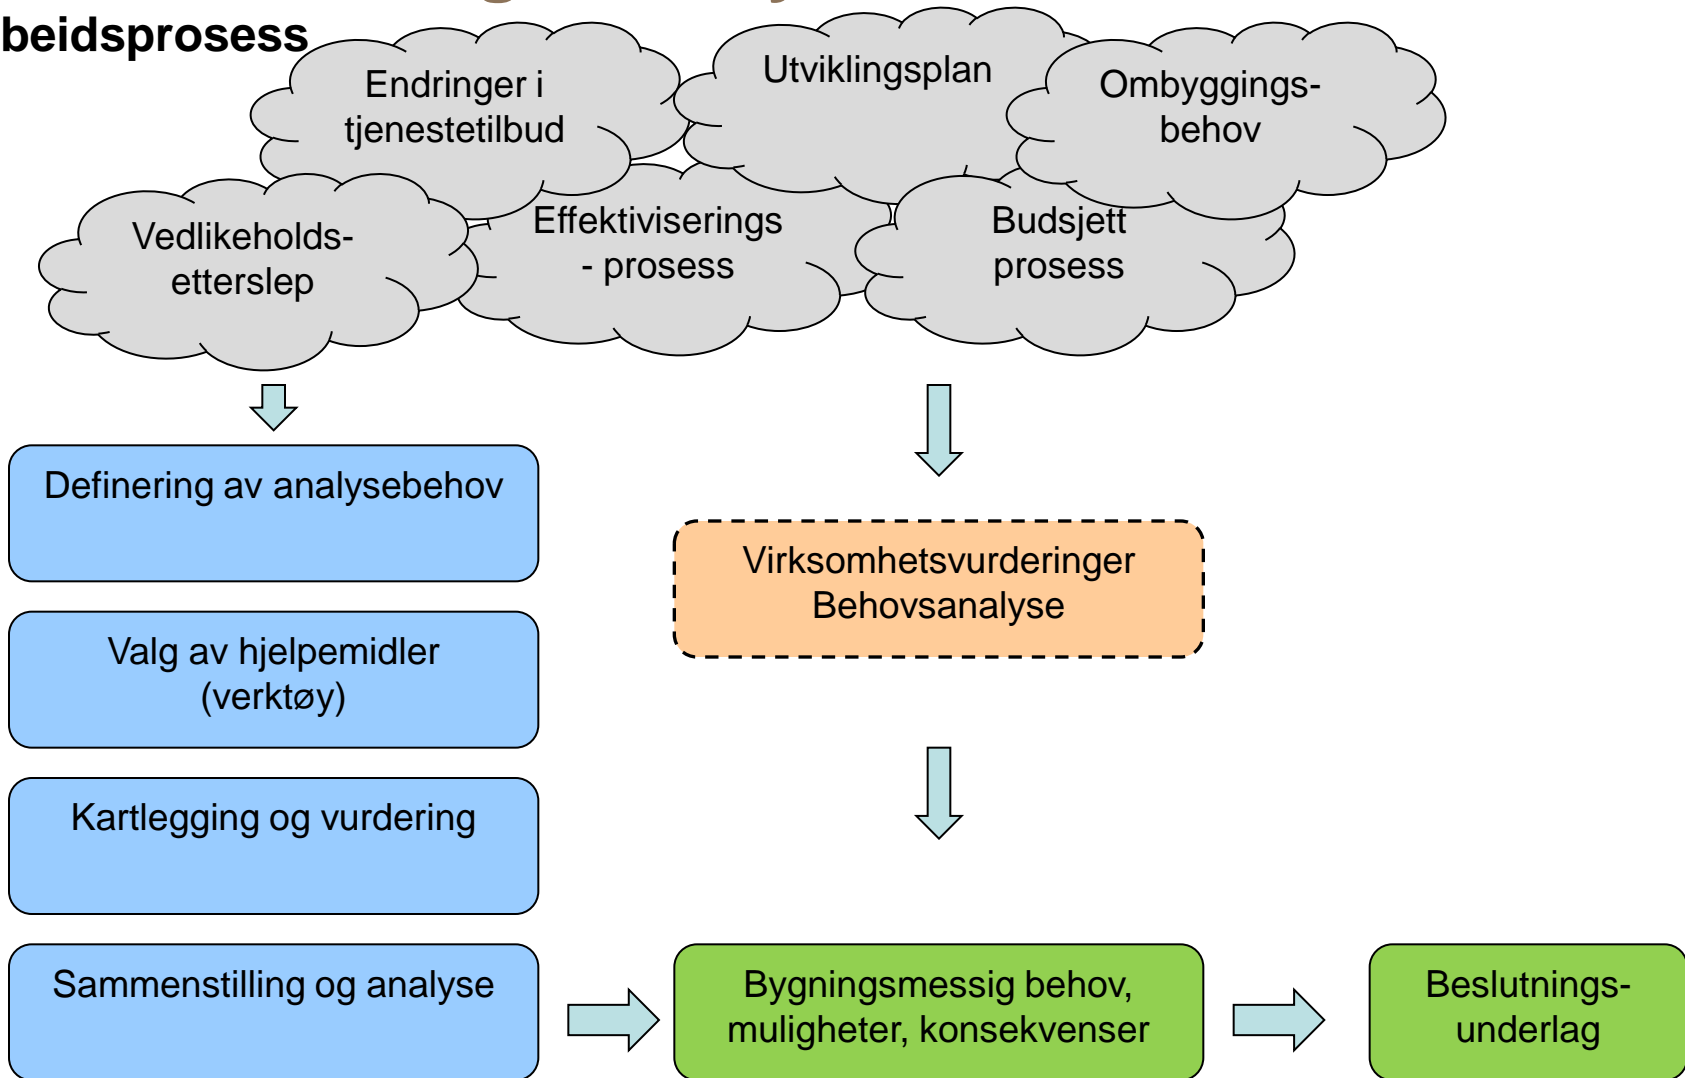 beidsprosess
Endringer i
tjenestetilbud
Utviklingsplan
Ombyggings-
behov
Vedlikeholds-
etterslep
Effektiviserings
- prosess
Budsjett
prosess
Definering av analysebehov
Virksomhetsvurderinger
Behovsanalyse
Valg av hjelpemidler
(verktøy)
Kartlegging og vurdering
Sammenstilling og analyse
Bygningsmessig behov,
muligheter, konsekvenser
Beslutnings-
underlag